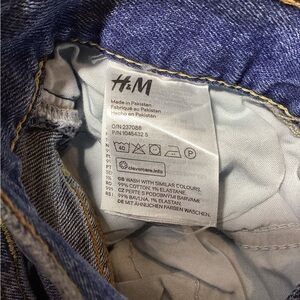 H&M
Made in Pakistan
Fabriqué au Pakistan
Hecho en Pakistán
O/N 237088
P/N 1045432 5
40
clevercare.info
GB WASH WITH SIMILAR COLOURS.
99% COTTON. 1% ELASTANE.
CZ PERTE S PODOBNÝMI BARVAMI.
99% BAVLNA. 1% ELASTAN.
DE MIT ÄHNLICHEN FARBEN WASCHEN.